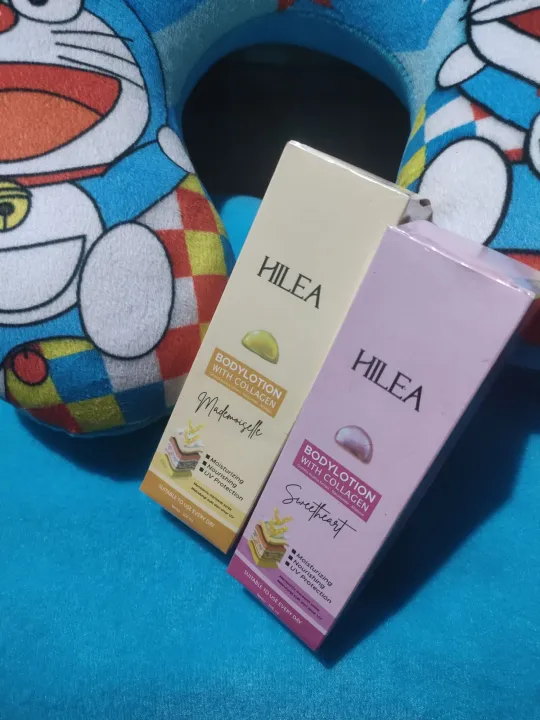 HILEA
BODYLOTION
WITH COLLAGEN
Mademoiselle
Moisturizing
Nourishing
UV Protection
SUITABLE TO USE EVERY DAY
HILEA
BODYLOTION
WITH COLLAGEN
Sweetheart
Moisturizing
Nourishing
UV Protection
SUITABLE TO USE EVERY DAY